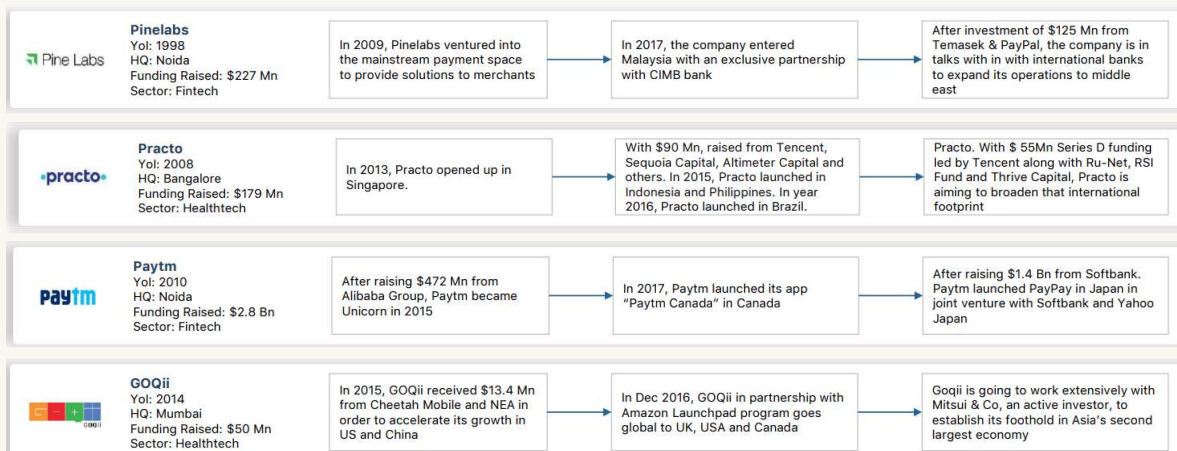 Pine Labs
Pinelabs
YoI: 1998
HQ: Noida
Funding Raised: $227 Mn
Sector: Fintech
In 2009, Pinelabs ventured into
the mainstream payment space
to provide solutions to merchants
In 2017, the company entered
Malaysia with an exclusive partnership
with CIMB bank
After investment of $125 Mn from
Temasek & PayPal, the company is in
talks with in with international banks
to expand its operations to middle
east
practo
Practo
YoI: 2008
HQ: Bangalore
Funding Raised: $179 Mn
Sector: Healthtech
In 2013, Practo opened up in
Singapore.
With $90 Mn, raised from Tencent,
Sequoia Capital, Altimeter Capital and
others. In 2015, Practo launched in
Indonesia and Philippines. In year
2016, Practo launched in Brazil.
Practo. With $ 55Mn Series D funding
led by Tencent along with Ru-Net, RSI
Fund and Thrive Capital, Practo is
aiming to broaden that international
footprint
paytm
Paytm
YoI: 2010
HQ: Noida
Funding Raised: $2.8 Bn
Sector: Fintech
After raising $472 Mn from
Alibaba Group, Paytm became
Unicorn in 2015
In 2017, Paytm launched its app
“Paytm Canada” in Canada
After raising $1.4 Bn from Softbank.
Paytm launched PayPay in Japan in
joint venture with Softbank and Yahoo
Japan
GOQII
GOQii
YoI: 2014
HQ: Mumbai
Funding Raised: $50 Mn
Sector: Healthtech
In 2015, GOQii received $13.4 Mn
from Cheetah Mobile and NEA in
order to accelerate its growth in
US and China
In Dec 2016, GOQii in partnership with
Amazon Launchpad program goes
global to UK, USA and Canada
Goqii is going to work extensively with
Mitsui & Co, an active investor, to
establish its foothold in Asia's second
largest economy